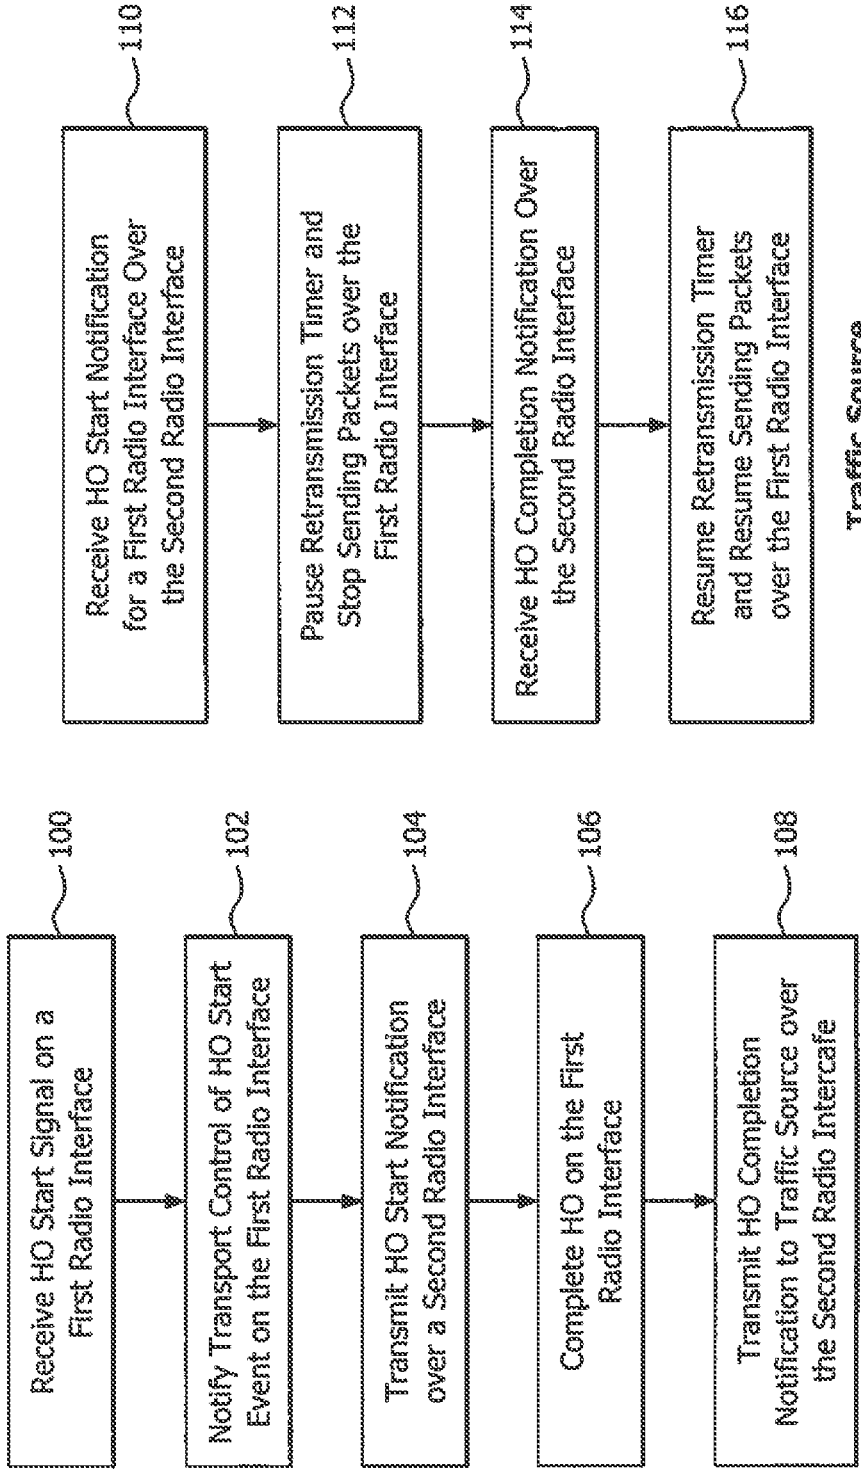 Receive HO Start Signal on a
First Radio Interface
100
Notify Transport Control of HO Start
Event on the First Radio Interface
102
Transmit HO Start Notification
over a Second Radio Interface
104
Complete HO on the First
Radio Interface
106
Transmit HO Completion
Notification to Traffic Source over
the Second Radio Intercafe
108
Receive HO Start Notification
for a First Radio Interface Over
the Second Radio Interface
110
Pause Retransmission Timer and
Stop Sending Packets over the
First Radio Interface
112
Receive HO Completion Notification Over
the Second Radio Interface
114
Resume Retransmission Timer
and Resume Sending Packets
over the First Radio Interface
116
Traffic Source